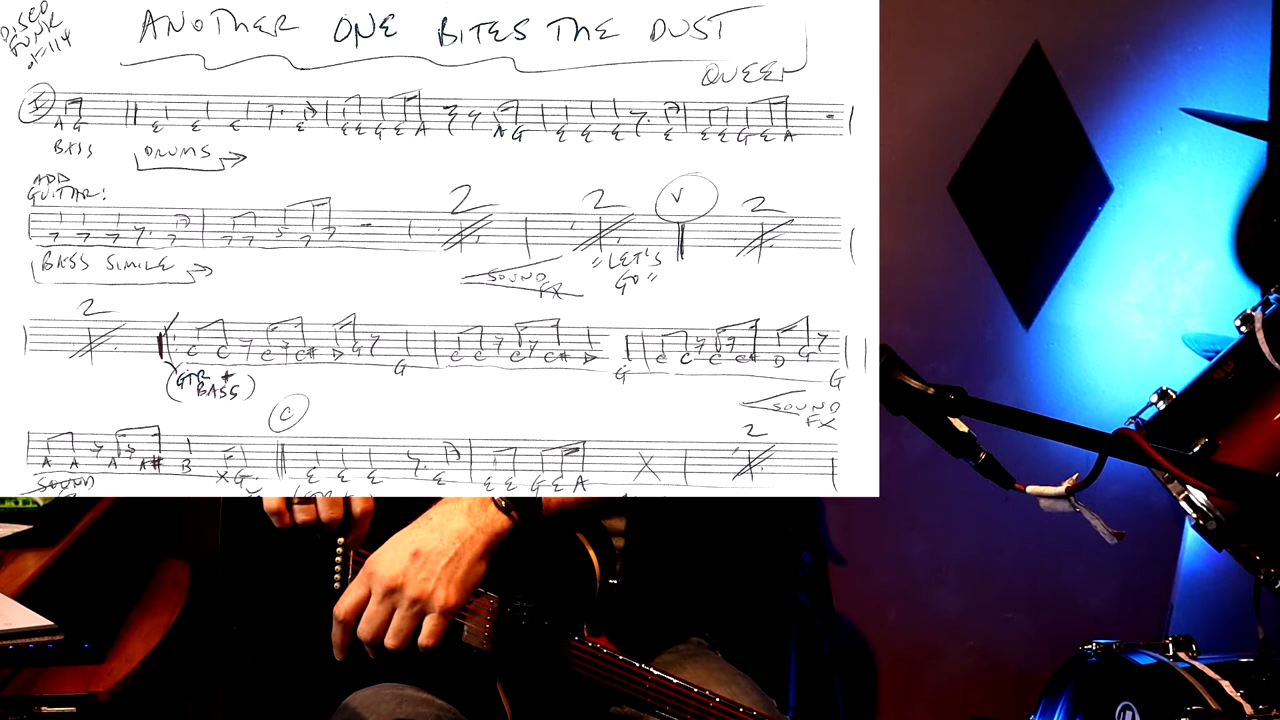 DISCO FUNK ♩=114
ANOTHER ONE BITES THE DUST
QUEEN
I
A G E E E E E E G E A A G E E E E E E G E A
BASS DRUMS
ADD GUITAR:
2 2 V 2
BASS SIMILE SOUND FX "LET'S GO"
2
C C C C# D G G C C C C# D G C C C C# D G G
(GTR + BASS) SOUND FX
C 2
A A A A# B X G E E E E E E G E A
SOUND